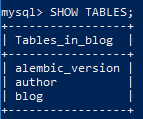 mysql> SHOW TABLES;
+-----------------+
| Tables_in_blog  |
+-----------------+
| alembic_version |
| author          |
| blog            |
+-----------------+